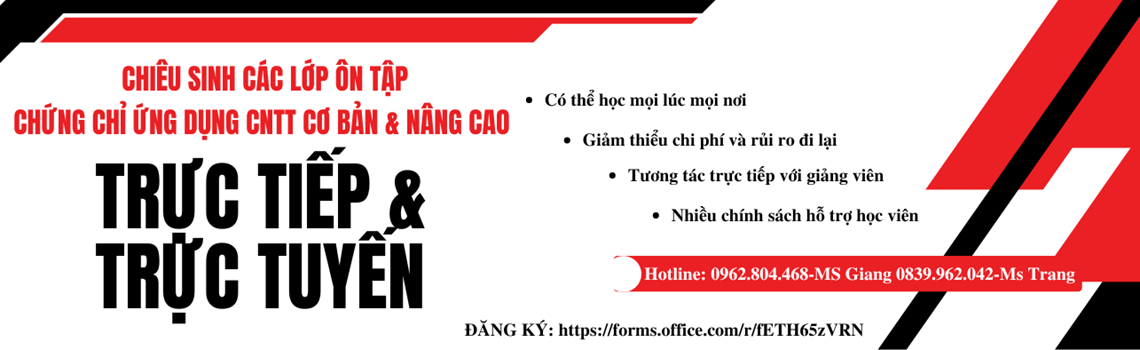 CHIÊU SINH CÁC LỚP ÔN TẬP
CHỨNG CHỈ ỨNG DỤNG CNTT CƠ BẢN & NÂNG CAO
TRỰC TIẾP &
TRỰC TUYẾN
• Có thể học mọi lúc mọi nơi
• Giảm thiểu chi phí và rủi ro đi lại
• Tương tác trực tiếp với giảng viên
• Nhiều chính sách hỗ trợ học viên
Hotline: 0962.804.468-MS Giang 0839.962.042-Ms Trang
ĐĂNG KÝ: https://forms.office.com/r/fETH65zVRN